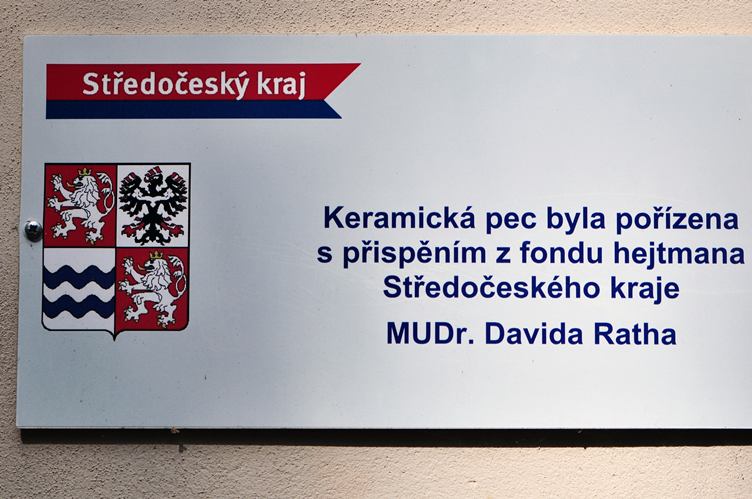 Středočeský kraj
Keramická pec byla pořízena
s přispěním z fondu hejtmana
Středočeského kraje
MUDr. Davida Ratha